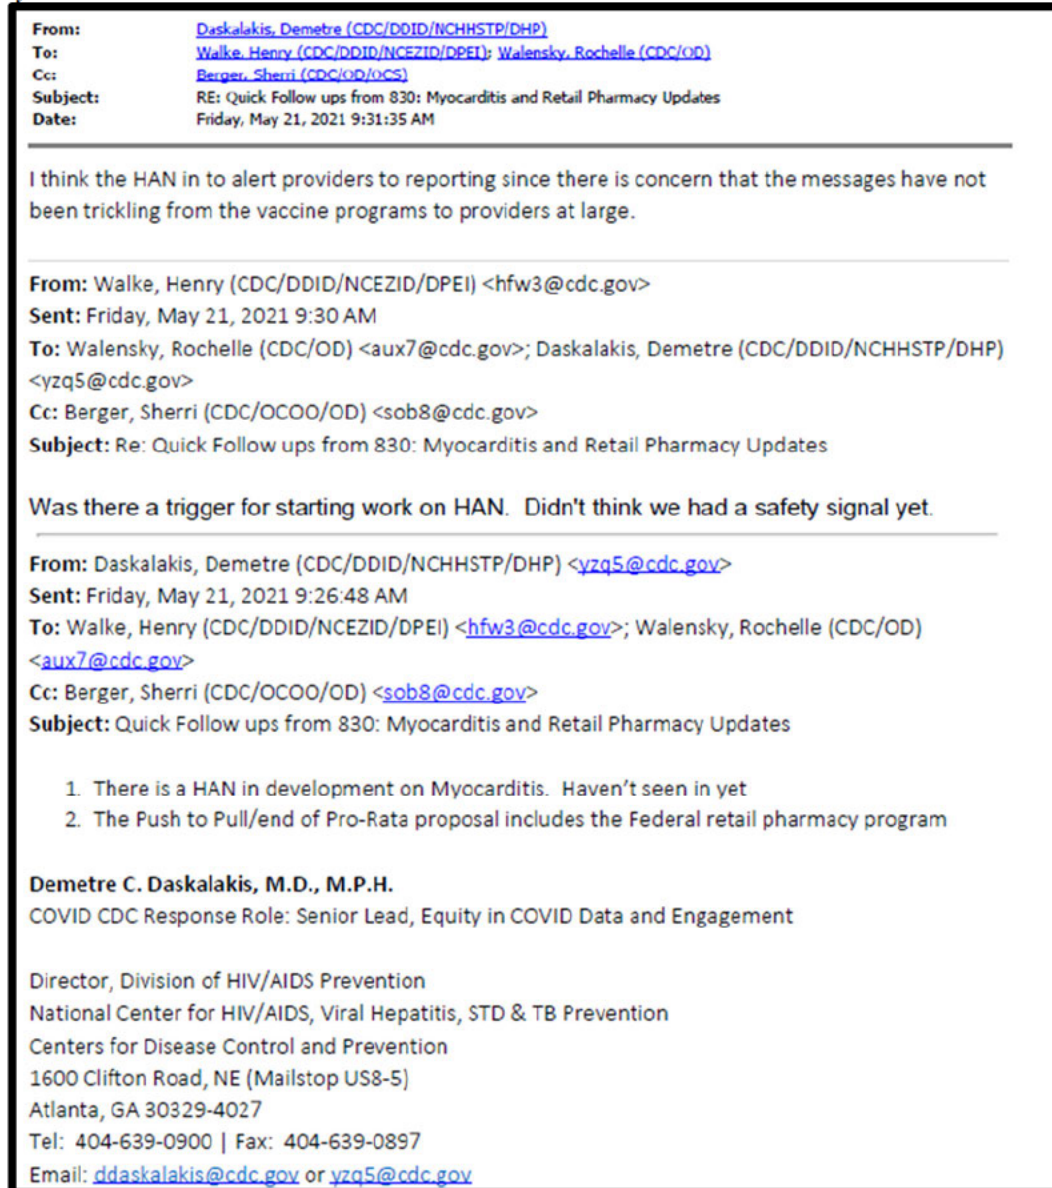 From: Daskalakis, Demetre (CDC/DDID/NCHHSTP/DHP)
To: Walke, Henry (CDC/DDID/NCEZID/DPEI); Walensky, Rochelle (CDC/OD)
Cc: Berger, Sherri (CDC/OD/OCS)
Subject: RE: Quick Follow ups from 830: Myocarditis and Retail Pharmacy Updates
Date: Friday, May 21, 2021 9:31:35 AM
I think the HAN in to alert providers to reporting since there is concern that the messages have not
been trickling from the vaccine programs to providers at large.
From: Walke, Henry (CDC/DDID/NCEZID/DPEI) <hfw3@cdc.gov>
Sent: Friday, May 21, 2021 9:30 AM
To: Walensky, Rochelle (CDC/OD) <aux7@cdc.gov>; Daskalakis, Demetre (CDC/DDID/NCHHSTP/DHP)
<yzq5@cdc.gov>
Cc: Berger, Sherri (CDC/OCOO/OD) <sob8@cdc.gov>
Subject: Re: Quick Follow ups from 830: Myocarditis and Retail Pharmacy Updates
Was there a trigger for starting work on HAN. Didn't think we had a safety signal yet.
From: Daskalakis, Demetre (CDC/DDID/NCHHSTP/DHP) <yzq5@cdc.gov>
Sent: Friday, May 21, 2021 9:26:48 AM
To: Walke, Henry (CDC/DDID/NCEZID/DPEI) <hfw3@cdc.gov>; Walensky, Rochelle (CDC/OD)
<aux7@cdc.gov>
Cc: Berger, Sherri (CDC/OCOO/OD) <sob8@cdc.gov>
Subject: Quick Follow ups from 830: Myocarditis and Retail Pharmacy Updates
1. There is a HAN in development on Myocarditis. Haven't seen in yet
2. The Push to Pull/end of Pro-Rata proposal includes the Federal retail pharmacy program
Demetre C. Daskalakis, M.D., M.P.H.
COVID CDC Response Role: Senior Lead, Equity in COVID Data and Engagement
Director, Division of HIV/AIDS Prevention
National Center for HIV/AIDS, Viral Hepatitis, STD & TB Prevention
Centers for Disease Control and Prevention
1600 Clifton Road, NE (Mailstop US8-5)
Atlanta, GA 30329-4027
Tel: 404-639-0900 | Fax: 404-639-0897
Email: ddaskalakis@cdc.gov or yzq5@cdc.gov